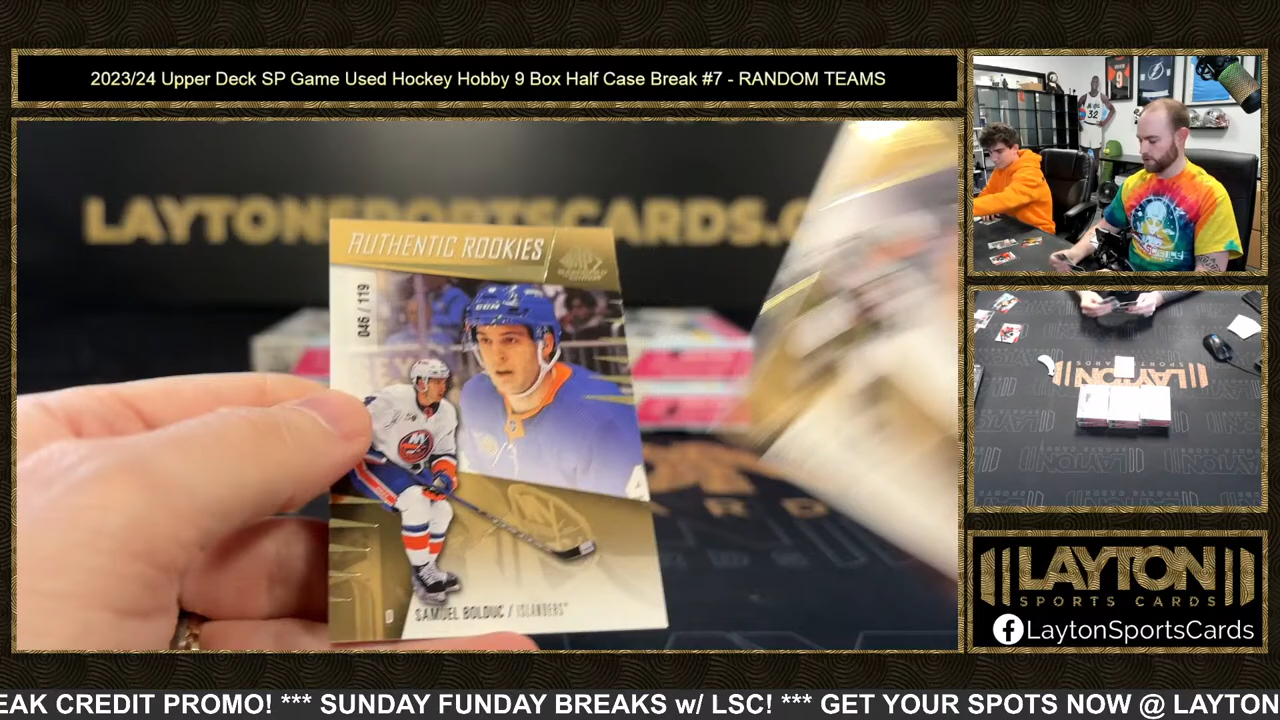 2023/24 Upper Deck SP Game Used Hockey Hobby 9 Box Half Case Break #7 - RANDOM TEAMS
LAYTONSPORTSCARDS.C
AUTHENTIC ROOKIES
046 / 119
SAMUEL BOLDUC / ISLANDERS
32
LAYTON
LAYTON
SPORTS CARDS
LaytonSportsCards
EAK CREDIT PROMO! *** SUNDAY FUNDAY BREAKS w/ LSC! *** GET YOUR SPOTS NOW @ LAYTON